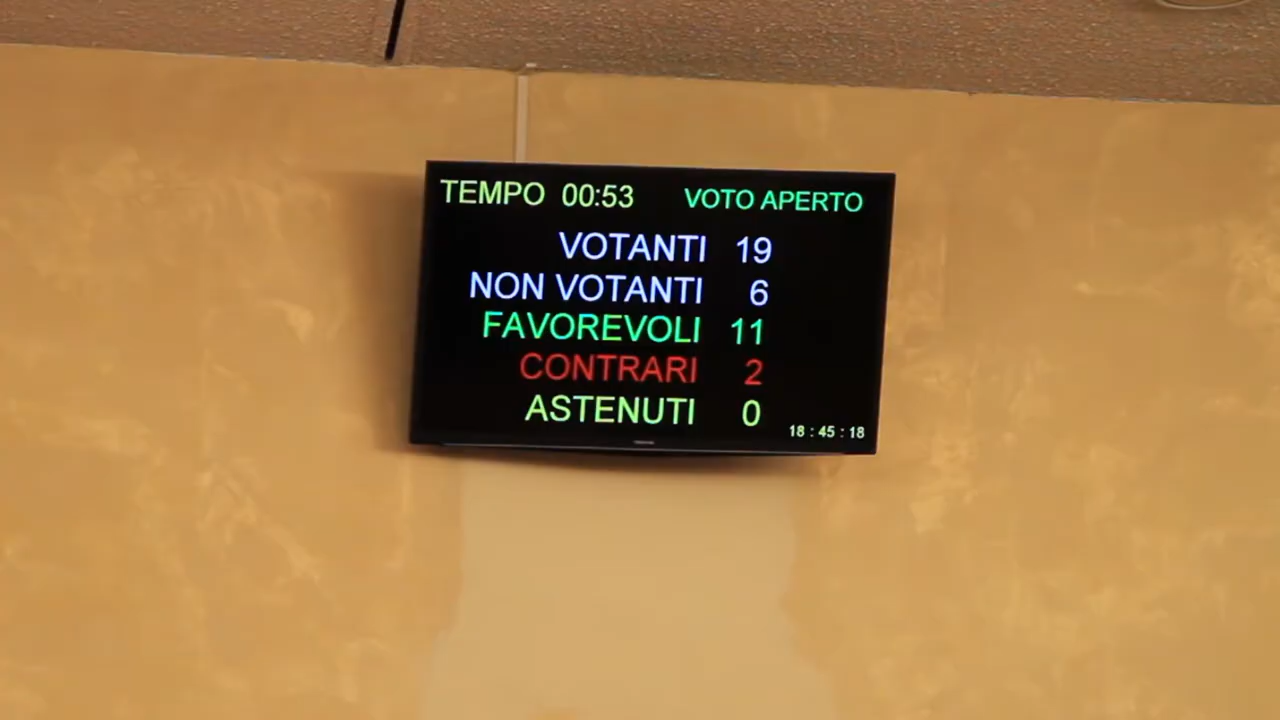 TEMPO 00:53 VOTO APERTO
VOTANTI 19
NON VOTANTI 6
FAVOREVOLI 11
CONTRARI 2
ASTENUTI 0
18:45:18